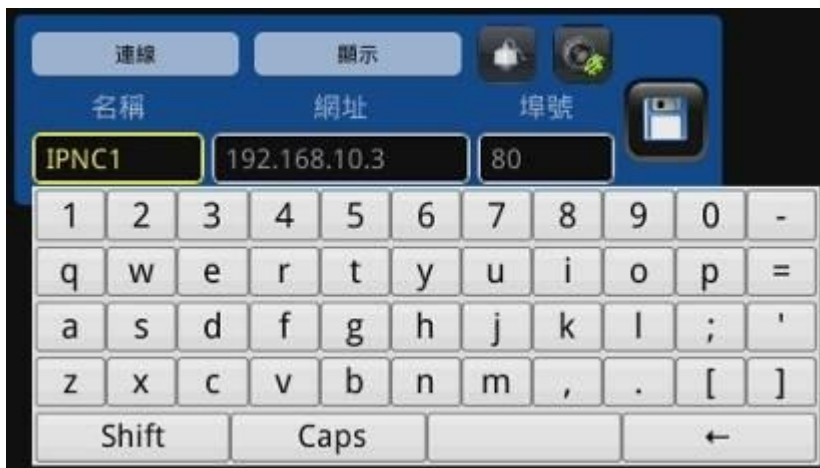 連線 顯示
名稱 網址 埠號
IPNC1 192.168.10.3 80
1 2 3 4 5 6 7 8 9 0 -
q w e r t y u i o p =
a s d f g h j k l ; '
z x c v b n m , . [ ]
Shift Caps ←